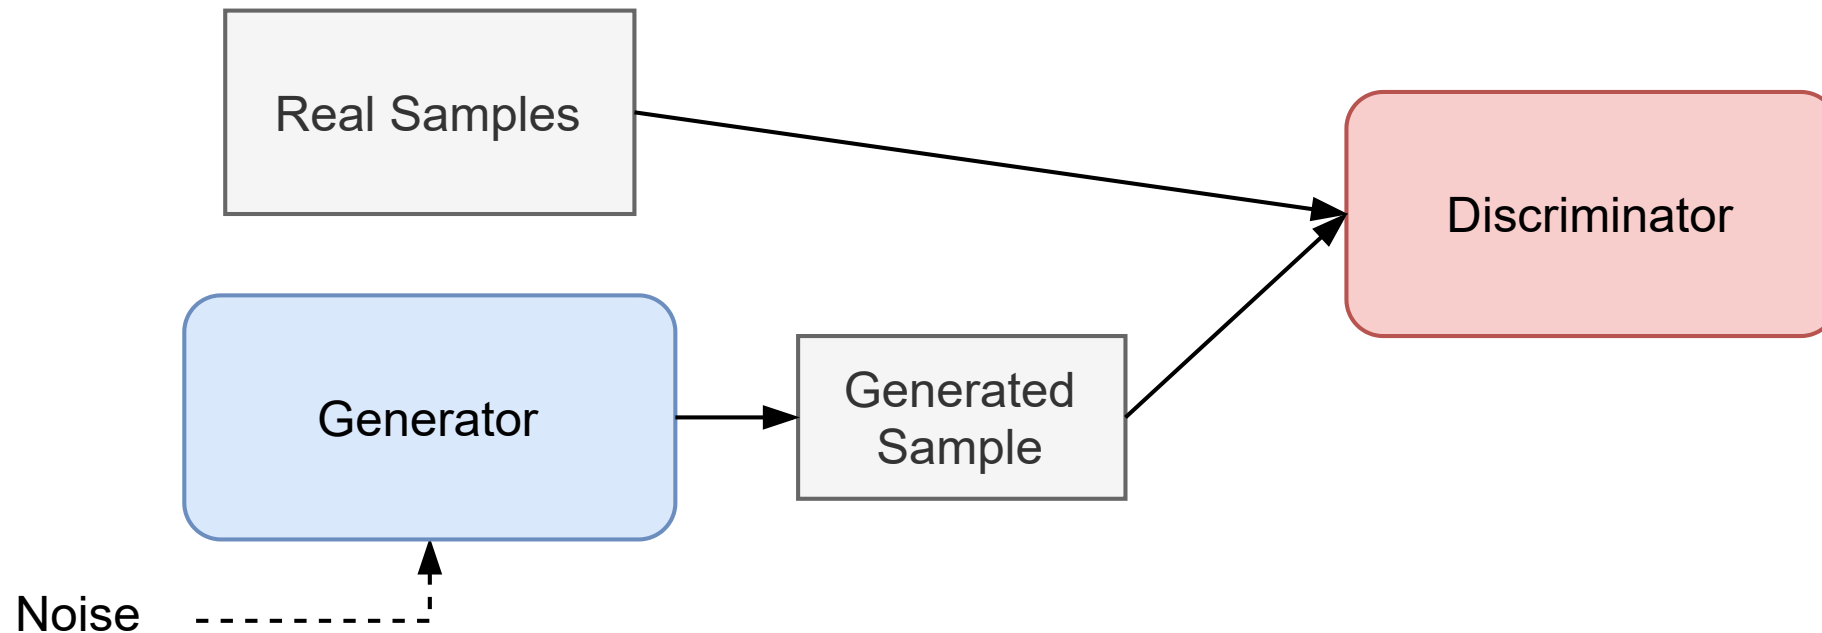 Real Samples
Discriminator
Generator
Generated
Sample
Noise